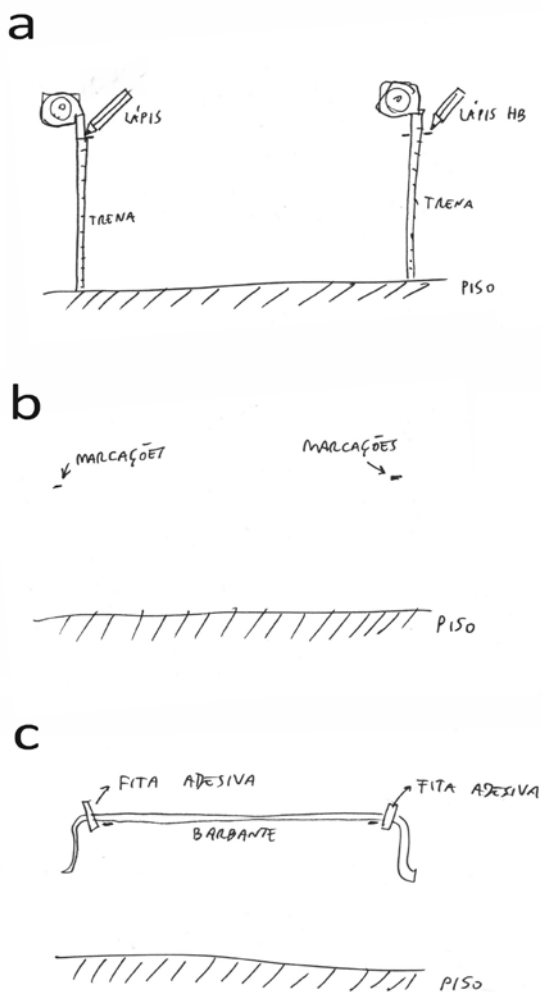 a
LÁPIS
LÁPIS HB
TRENA
TRENA
PISO
b
MARCAÇÕES
MARCAÇÕES
PISO
c
FITA ADESIVA
FITA ADESIVA
BARBANTE
PISO